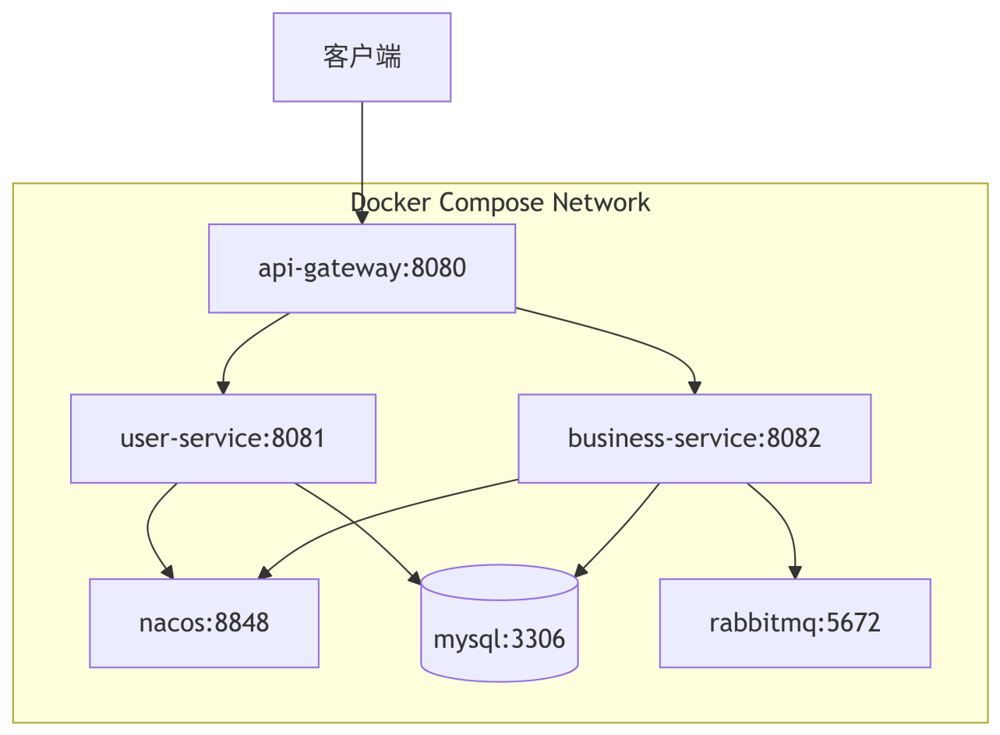 客户端
Docker Compose Network
api-gateway:8080
user-service:8081
business-service:8082
nacos:8848
mysql:3306
rabbitmq:5672